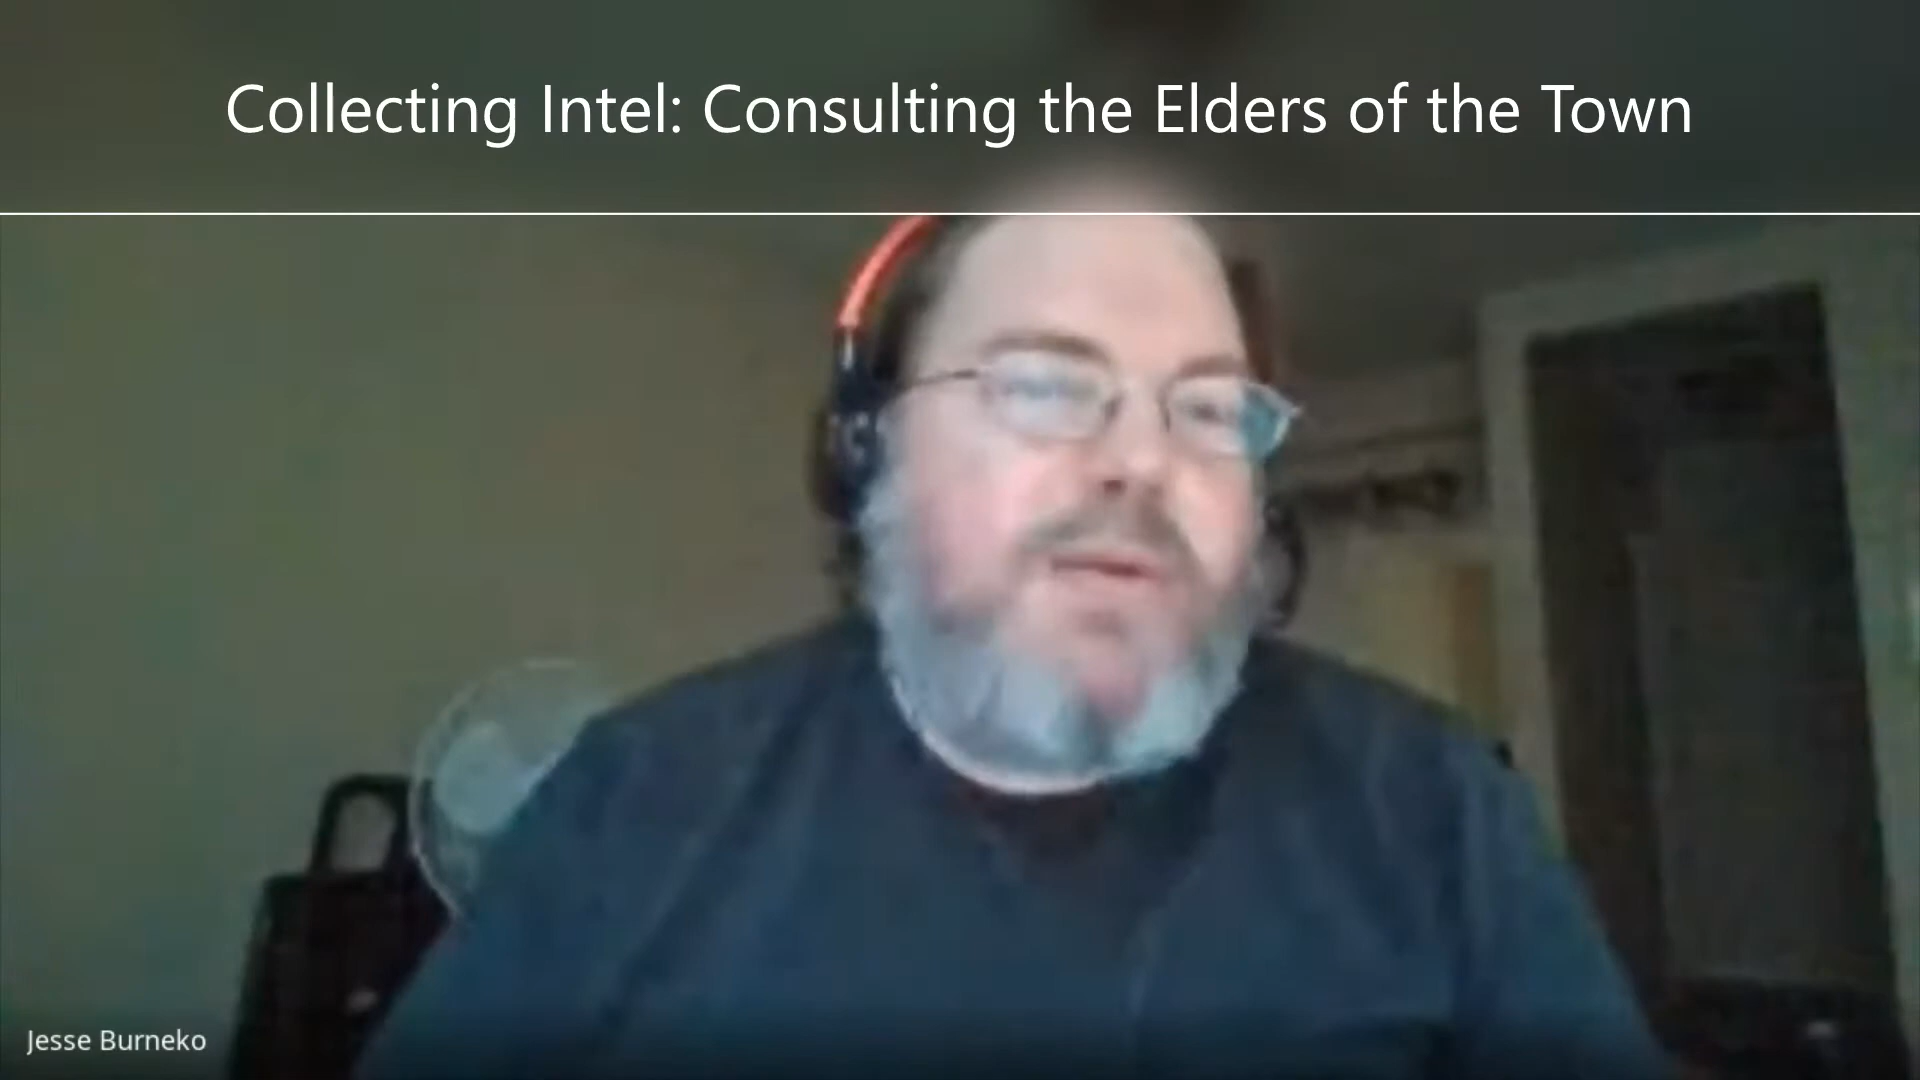 Collecting Intel: Consulting the Elders of the Town
Jesse Burneko